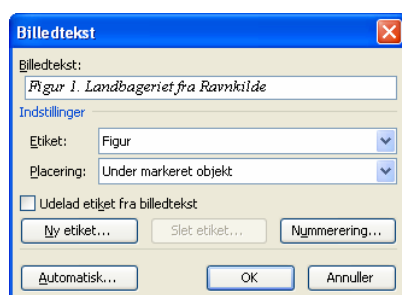 Billedtekst
Billedtekst:
Figur 1. Landbageriet fra Ravnkilde
Indstillinger
Etiket: Figur
Placering: Under markeret objekt
Udelad etiket fra billedtekst
Ny etiket... Slet etiket... Nummerering...
Automatisk... OK Annuller